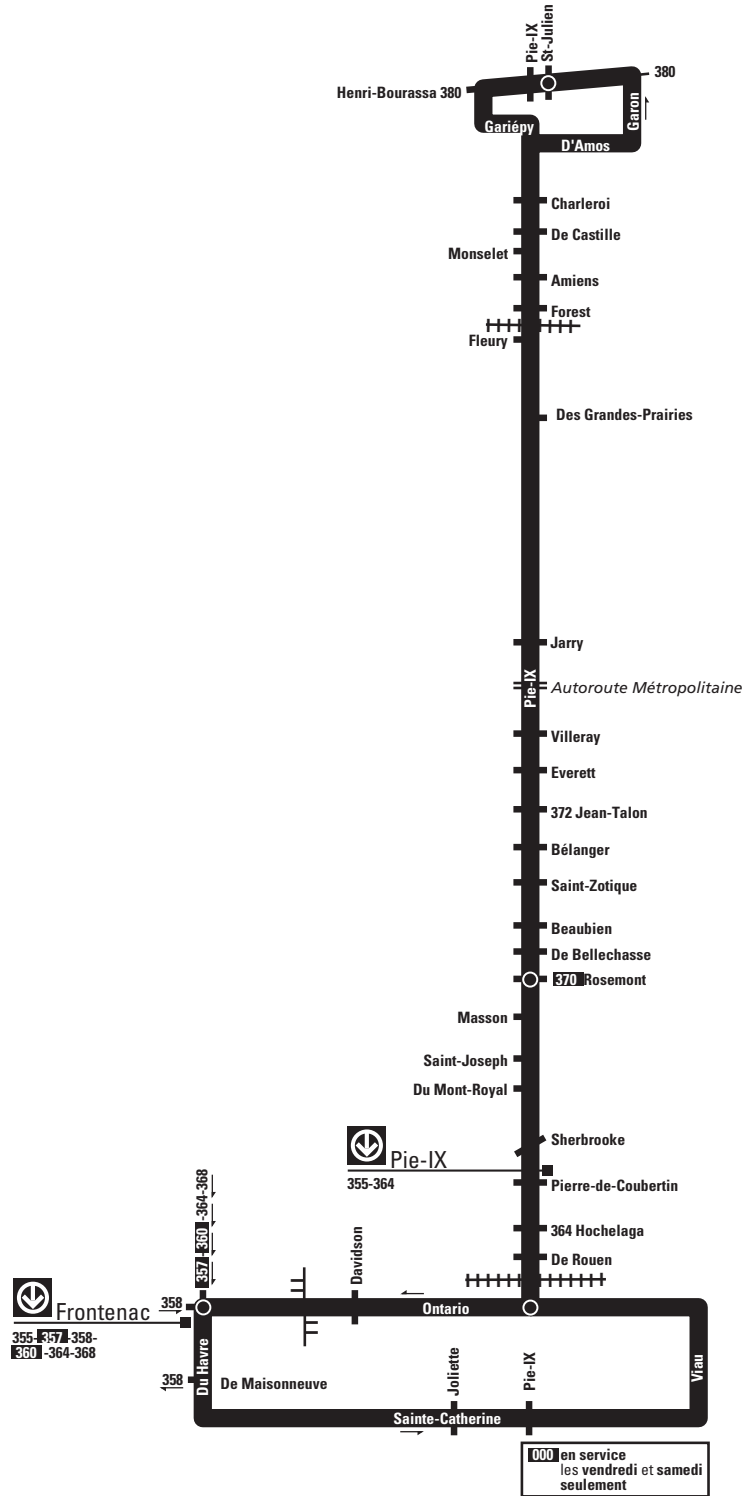 Pie-IX
St-Julien
Henri-Bourassa 380
380
Gariépy
Garon
D'Amos
Charleroi
De Castille
Monselet
Amiens
Forest
Fleury
Des Grandes-Prairies
Jarry
Pie-IX
Autoroute Métropolitaine
Villeray
Everett
372 Jean-Talon
Bélanger
Saint-Zotique
Beaubien
De Bellechasse
370 Rosemont
Masson
Saint-Joseph
Du Mont-Royal
Sherbrooke
Pie-IX
355-364
Pierre-de-Coubertin
364 Hochelaga
De Rouen
357 - 360 -364-368
Davidson
358
Frontenac
355- 357 -358-
360 -364-368
Ontario
358
Du Havre
De Maisonneuve
Joliette
Pie-IX
Viau
Sainte-Catherine
000 en service
les vendredi et samedi
seulement